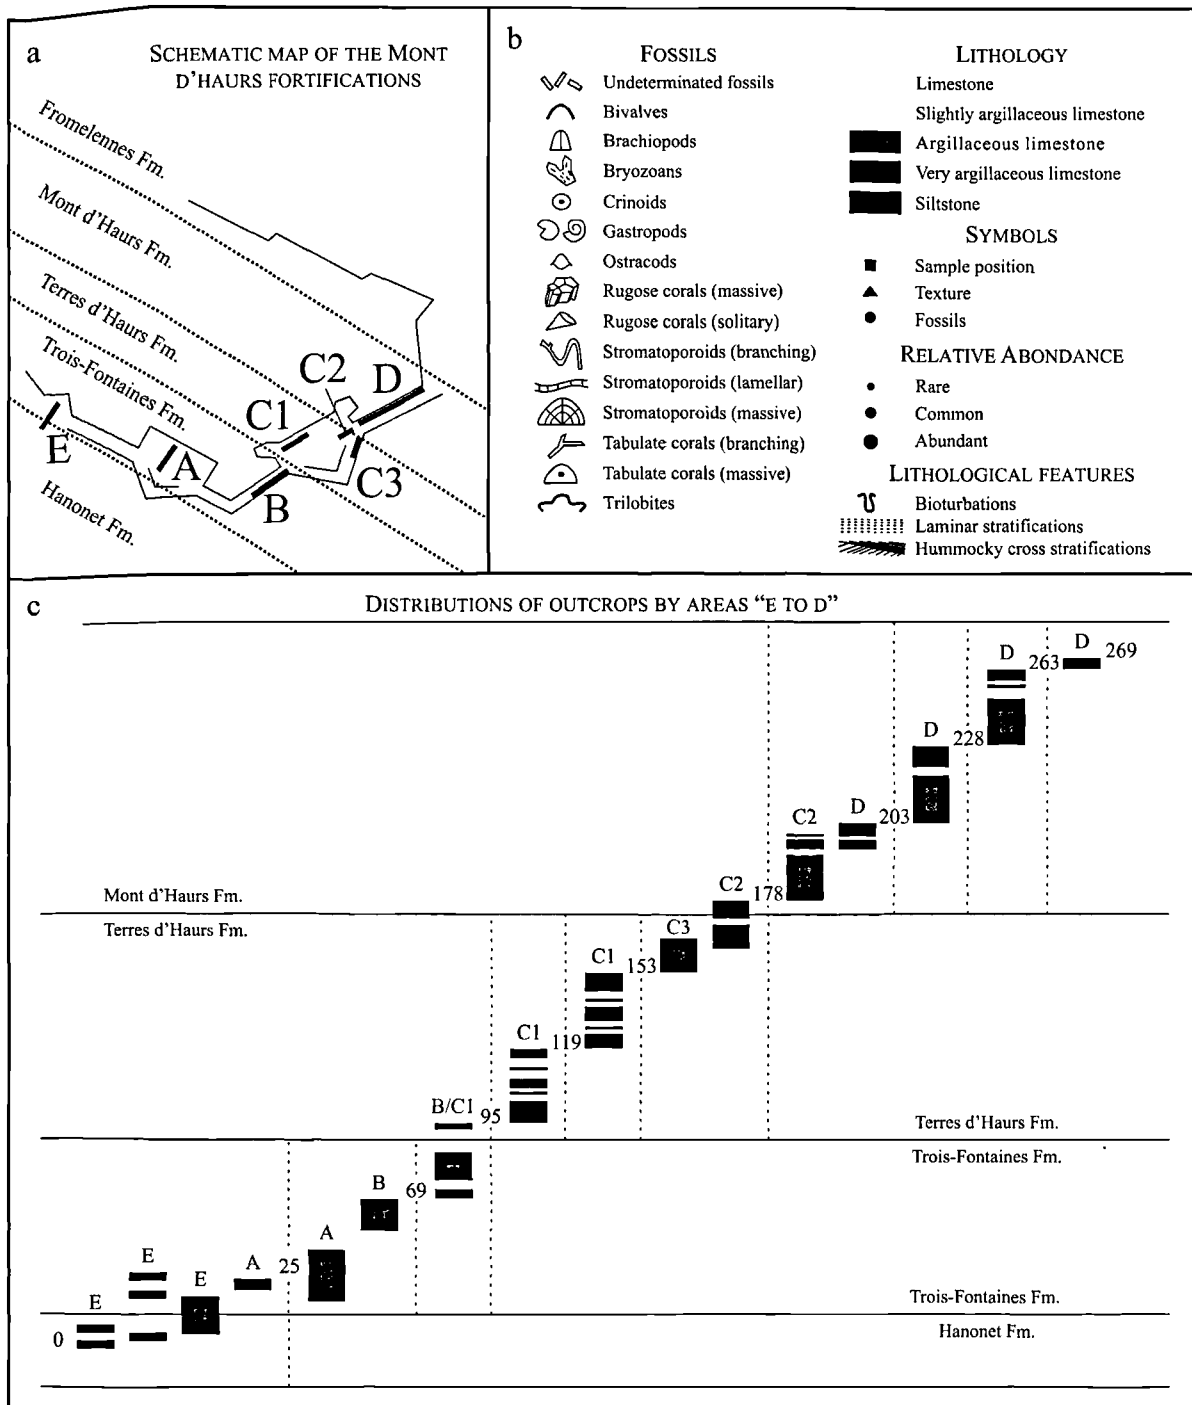 a
SCHEMATIC MAP OF THE MONT
D'HAURS FORTIFICATIONS
Fromelennes Fm.
Mont d'Haurs Fm.
Terres d'Haurs Fm.
Trois-Fontaines Fm.
Hanonet Fm.
C2
D
C1
E
A
B
C3
b
FOSSILS
Undeterminated fossils
Bivalves
Brachiopods
Bryozoans
Crinoids
Gastropods
Ostracods
Rugose corals (massive)
Rugose corals (solitary)
Stromatoporoids (branching)
Stromatoporoids (lamellar)
Stromatoporoids (massive)
Tabulate corals (branching)
Tabulate corals (massive)
Trilobites
LITHOLOGY
Limestone
Slightly argillaceous limestone
Argillaceous limestone
Very argillaceous limestone
Siltstone
SYMBOLS
Sample position
Texture
Fossils
RELATIVE ABUNDANCE
Rare
Common
Abundant
LITHOLOGICAL FEATURES
Bioturbations
Laminar stratifications
Hummocky cross stratifications
c
DISTRIBUTIONS OF OUTCROPS BY AREAS "E TO D"
D 263 D 269
D 228
C2 D 203
Mont d'Haurs Fm. C2 178
Terres d'Haurs Fm. C3
C1 153
C1 119
B/C1 95 Terres d'Haurs Fm.
Trois-Fontaines Fm.
B 69
A
E E A 25
E Trois-Fontaines Fm.
0 Hanonet Fm.